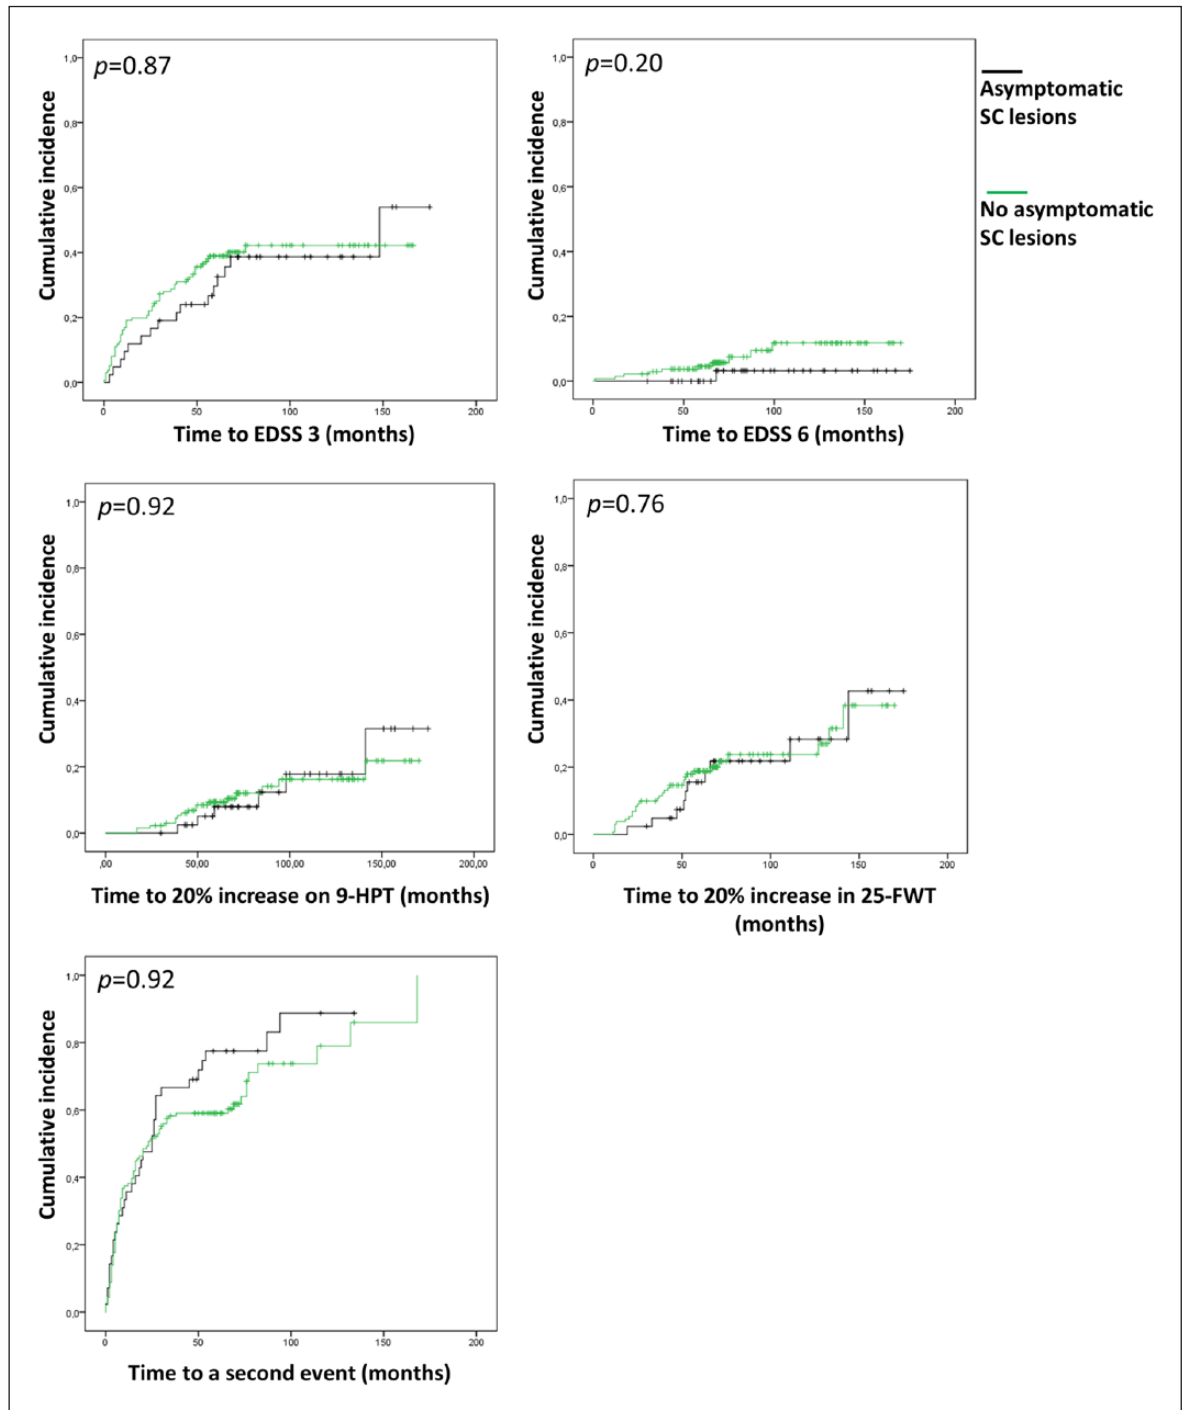 p=0.87
Cumulative incidence
1,0
0,8
0,6
0,4
0,2
0,0
0 50 100 150 200
Time to EDSS 3 (months)
p=0.20
Cumulative incidence
1,0
0,8
0,6
0,4
0,2
0,0
0 50 100 150 200
Time to EDSS 6 (months)
Asymptomatic
SC lesions
No asymptomatic
SC lesions
p=0.92
Cumulative incidence
1,0
0,8
0,6
0,4
0,2
0,0
,00 50,00 100,00 150,00 200,00
Time to 20% increase on 9-HPT (months)
p=0.76
Cumulative incidence
1,0
0,8
0,6
0,4
0,2
0,0
0 50 100 150 200
Time to 20% increase in 25-FWT
(months)
p=0.92
Cumulative incidence
1,0
0,8
0,6
0,4
0,2
0,0
0 50 100 150 200
Time to a second event (months)